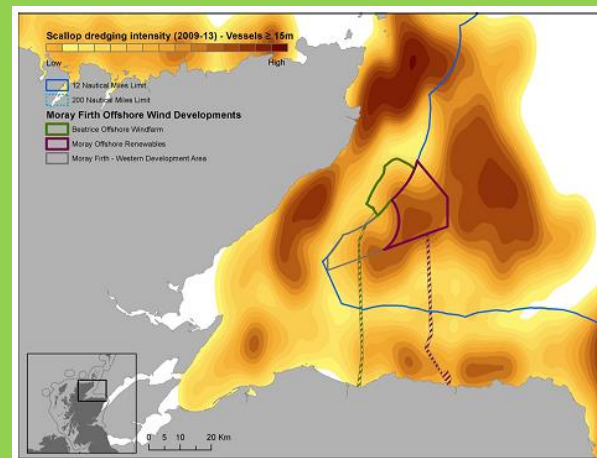 Scallop dredging intensity (2009-13) - Vessels ≥ 15m
Low High
12 Nautical Miles Limit
200 Nautical Miles Limit
Moray Firth Offshore Wind Developments
Beatrice Offshore Windfarm
Moray Offshore Renewables
Moray Firth - Western Development Area
0 5 10 20 Km